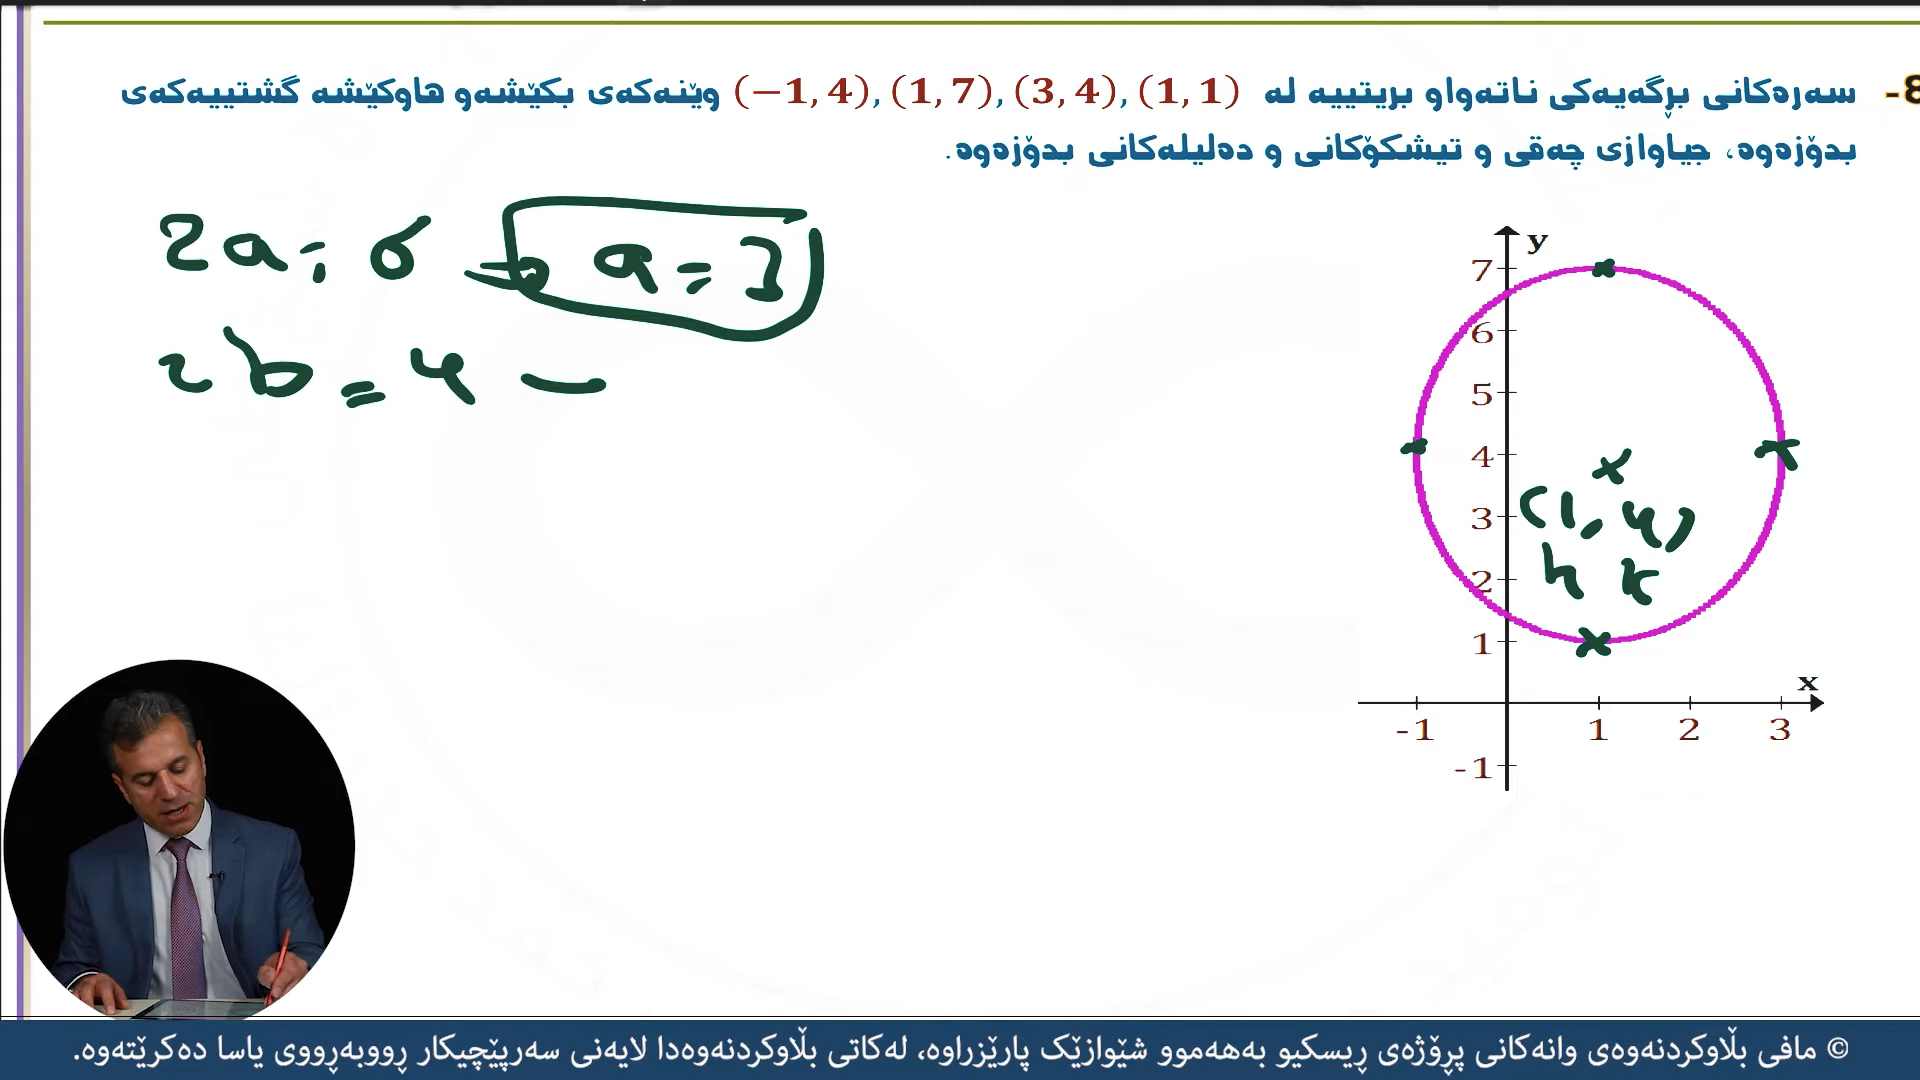 8- سەرەکانی بڕگەیەکی ناتەواو بریتییە لە (1, 1) ,(3, 4) ,(1, 7) ,(−1, 4) وێنەکەی بکێشەو هاوکێشە گشتییەکەی
بدۆزەوە، جیاوازی چەقی و تیشکۆکانی و دەلیلەکانی بدۆزەوە.
2a = 6 → a = 3
2b = 4 –
y
7
6
5
4
3
2
1
-1
x
-1 1 2 3
(1, 4)
h k
© مافی بڵاوکردنەوەی وانەکانی پڕۆژەی ڕیسکیو بەهەموو شێوازێک پارێزراوە، لەکاتی بڵاوکردنەوەدا لایەنی سەرپێچیکار ڕووبەڕووی یاسا دەکرێتەوە.